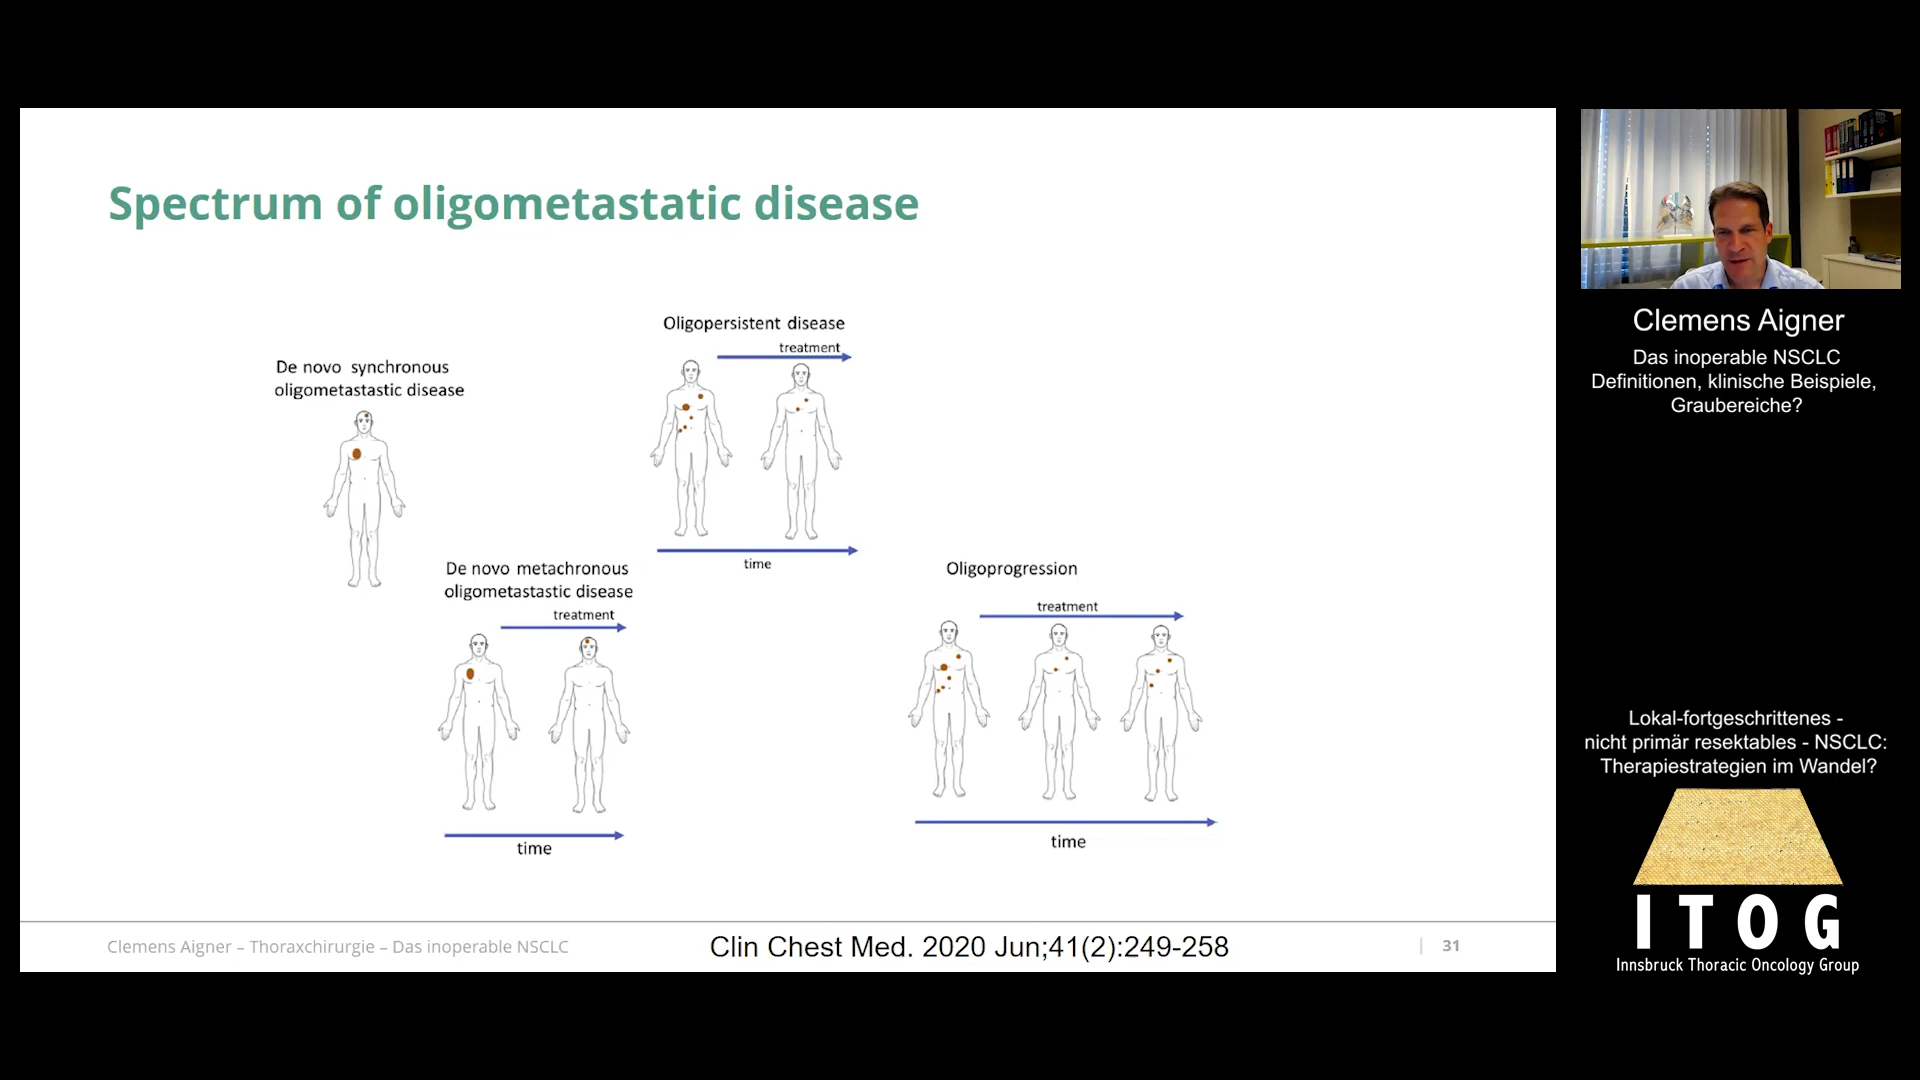 Spectrum of oligometastatic disease
Oligopersistent disease
treatment
time
De novo synchronous
oligometastastic disease
De novo metachronous
oligometastastic disease
treatment
time
Oligoprogression
treatment
time
Clemens Aigner – Thoraxchirurgie – Das inoperable NSCLC
Clin Chest Med. 2020 Jun;41(2):249-258
| 31
Clemens Aigner
Das inoperable NSCLC
Definitionen, klinische Beispiele,
Graubereiche?
Lokal-fortgeschrittenes -
nicht primär resektables - NSCLC:
Therapiestrategien im Wandel?
ITOG
Innsbruck Thoracic Oncology Group